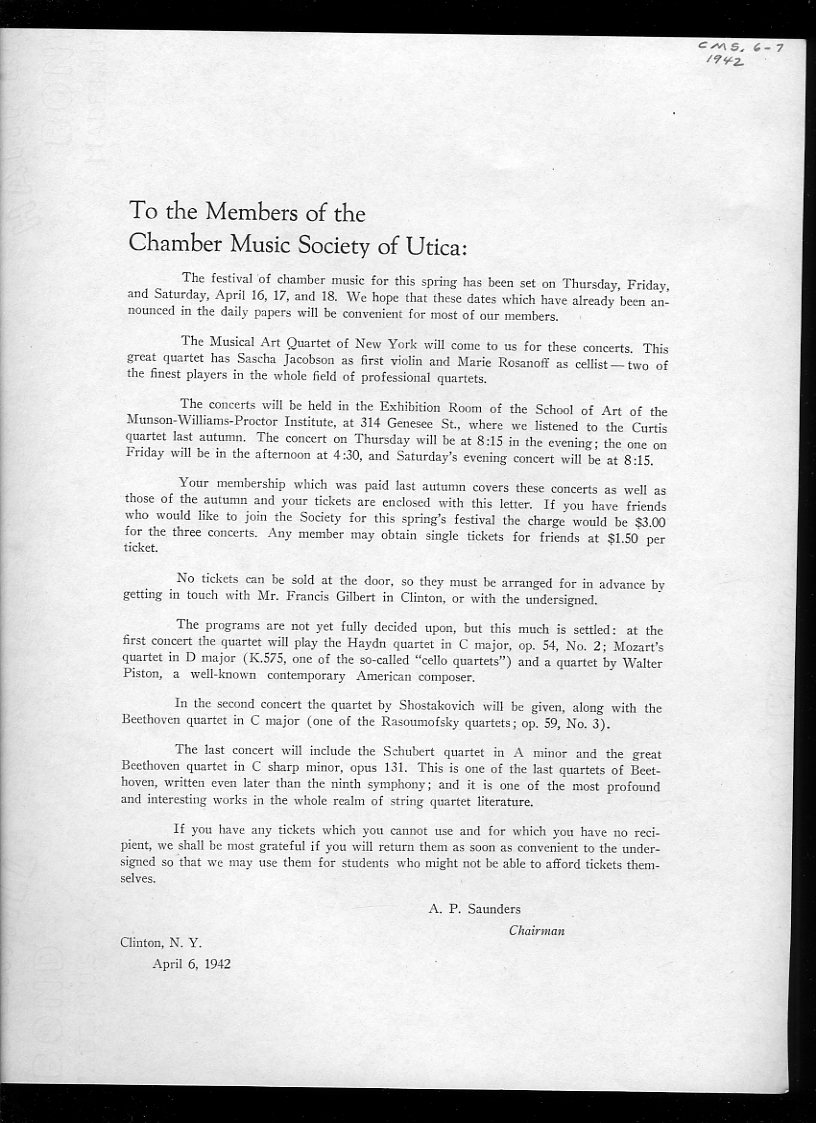 CMS. 6-7
1942
To the Members of the
Chamber Music Society of Utica:
The festival of chamber music for this spring has been set on Thursday, Friday,
and Saturday, April 16, 17, and 18. We hope that these dates which have already been an-
nounced in the daily papers will be convenient for most of our members.
The Musical Art Quartet of New York will come to us for these concerts. This
great quartet has Sascha Jacobson as first violin and Marie Rosanoff as cellist—two of
the finest players in the whole field of professional quartets.
The concerts will be held in the Exhibition Room of the School of Art of the
Munson-Williams-Proctor Institute, at 314 Genesee St., where we listened to the Curtis
quartet last autumn. The concert on Thursday will be at 8:15 in the evening; the one on
Friday will be in the afternoon at 4:30, and Saturday's evening concert will be at 8:15.
Your membership which was paid last autumn covers these concerts as well as
those of the autumn and your tickets are enclosed with this letter. If you have friends
who would like to join the Society for this spring's festival the charge would be $3.00
for the three concerts. Any member may obtain single tickets for friends at $1.50 per
ticket.
No tickets can be sold at the door, so they must be arranged for in advance by
getting in touch with Mr. Francis Gilbert in Clinton, or with the undersigned.
The programs are not yet fully decided upon, but this much is settled: at the
first concert the quartet will play the Haydn quartet in C major, op. 54, No. 2; Mozart's
quartet in D major (K.575, one of the so-called "cello quartets") and a quartet by Walter
Piston, a well-known contemporary American composer.
In the second concert the quartet by Shostakovich will be given, along with the
Beethoven quartet in C major (one of the Rasoumofsky quartets; op. 59, No. 3).
The last concert will include the Schubert quartet in A minor and the great
Beethoven quartet in C sharp minor, opus 131. This is one of the last quartets of Beet-
hoven, written even later than the ninth symphony; and it is one of the most profound
and interesting works in the whole realm of string quartet literature.
If you have any tickets which you cannot use and for which you have no reci-
pient, we shall be most grateful if you will return them as soon as convenient to the under-
signed so that we may use them for students who might not be able to afford tickets them-
selves.
A. P. Saunders
Chairman
Clinton, N. Y.
April 6, 1942